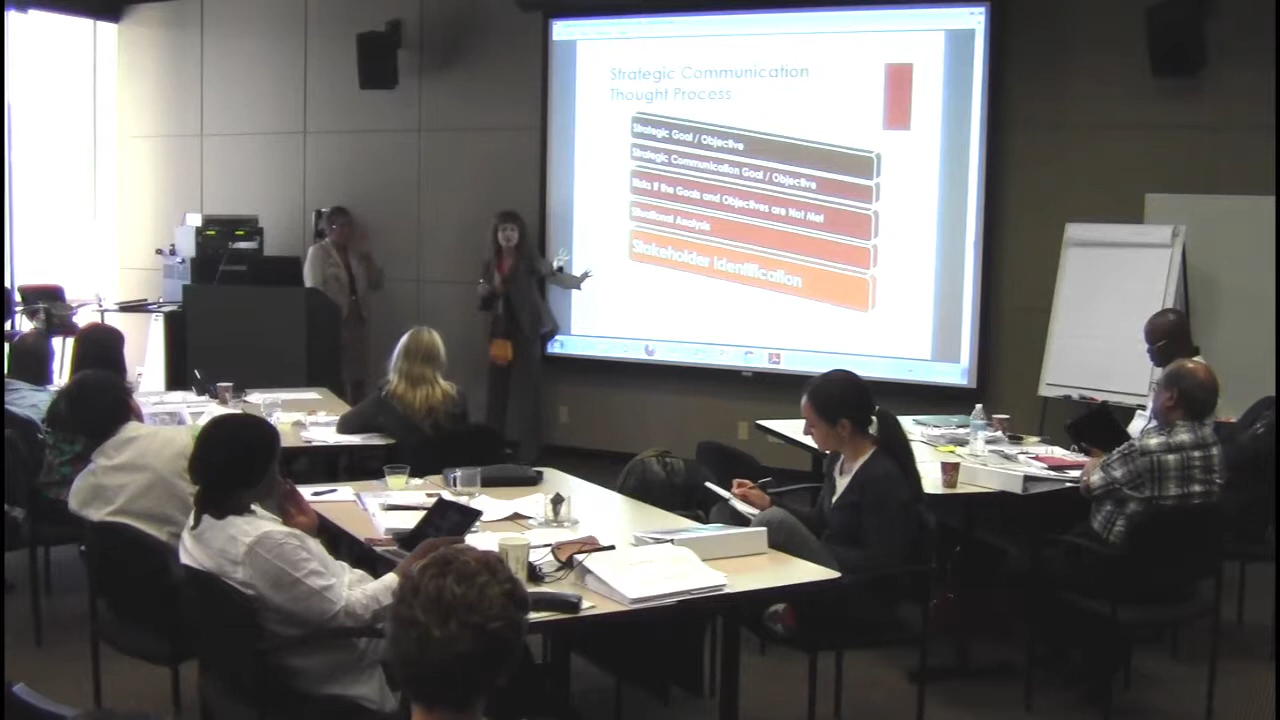 Strategic Communication
Thought Process
Strategic Goal / Objective
Strategic Communication Goal / Objective
Risks if the Goals and Objectives are Not Met
Situational Analysis
Stakeholder Identification